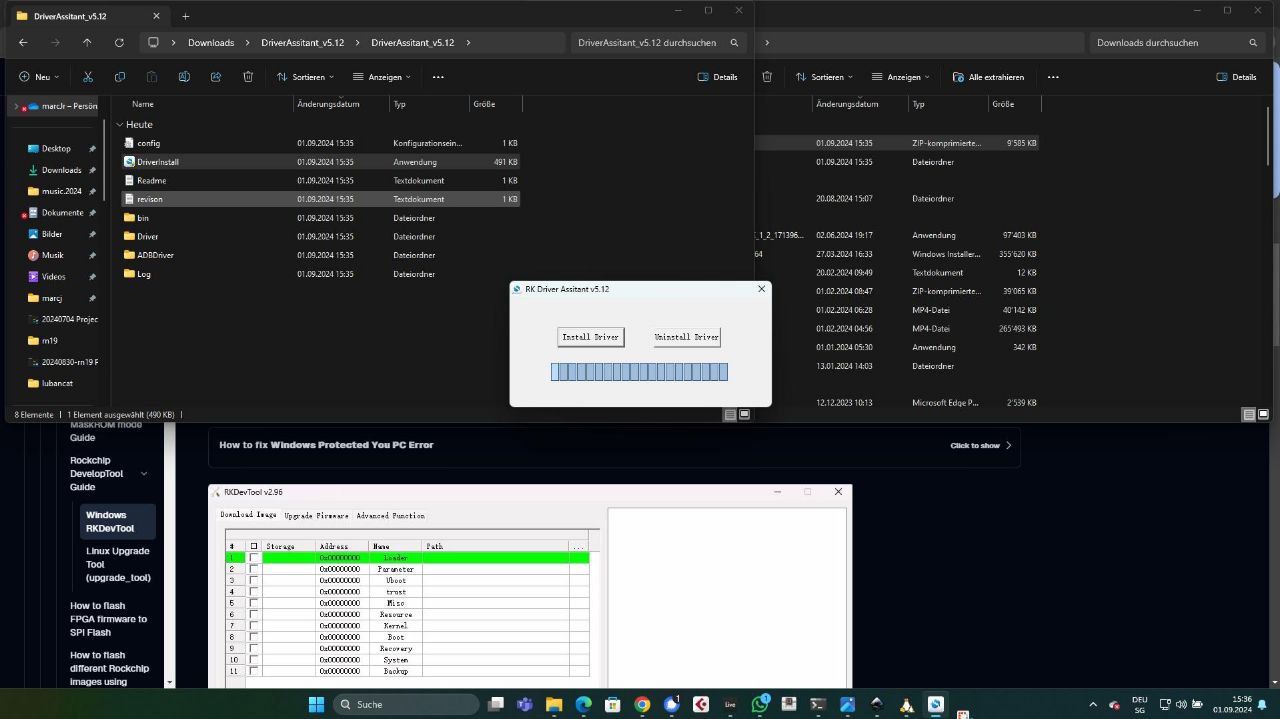 DriverAssitant_v5.12
Downloads > DriverAssitant_v5.12 > DriverAssitant_v5.12 >
DriverAssitant_v5.12 durchsuchen
Neu
Sortieren
Anzeigen
Details
Name
Änderungsdatum
Typ
Größe
Heute
config 01.09.2024 15:35 Konfigurationsein... 1 KB
DriverInstall 01.09.2024 15:35 Anwendung 491 KB
Readme 01.09.2024 15:35 Textdokument 1 KB
revison 01.09.2024 15:35 Textdokument 1 KB
bin 01.09.2024 15:35 Dateiordner
Driver 01.09.2024 15:35 Dateiordner
ADBDriver 01.09.2024 15:35 Dateiordner
Log 01.09.2024 15:35 Dateiordner
marcJr – Persön
Desktop
Downloads
music.2024
Dokumente
Bilder
Musik
Videos
marcj
20240704 Projec
rn19
20240830-rn19 P
lubancat
8 Elemente | 1 Element ausgewählt (490 KB) |
Downloads durchsuchen
Sortieren
Anzeigen
Alle extrahieren
Details
Änderungsdatum
Typ
Größe
01.09.2024 15:35 ZIP-komprimierte... 9'585 KB
01.09.2024 15:35 Dateiordner
20.08.2024 15:07 Dateiordner
_1_2_171396... 02.06.2024 19:17 Anwendung 97'403 KB
64 27.03.2024 16:33 Windows Installer... 355'620 KB
20.02.2024 09:49 Textdokument 12 KB
01.02.2024 08:47 ZIP-komprimierte... 39'065 KB
01.02.2024 06:28 MP4-Datei 40'142 KB
01.02.2024 04:56 MP4-Datei 265'493 KB
01.01.2024 05:30 Anwendung 342 KB
13.01.2024 14:03 Dateiordner
12.12.2023 10:13 Microsoft Edge P... 2'539 KB
RK Driver Assitant v5.12
Install Driver
Uninstall Driver
MaskROM mode
Guide
Rockchip
DevelopTool
Guide
Windows
RKDevTool
Linux Upgrade
Tool
(upgrade_tool)
How to flash
FPGA firmware to
SPI Flash
How to flash
different Rockchip
images using
How to fix Windows Protected You PC Error
Click to show
RKDevTool v2.96
Download Image
Upgrade Firmware
Advanced Function
# Storage Address Name Path ...
1 0x00000000 Loader
2 0x00000000 Parameter
3 0x00000000 Uboot
4 0x00000000 trust
5 0x00000000 Misc
6 0x00000000 Resource
7 0x00000000 Kernel
8 0x00000000 Boot
9 0x00000000 Recovery
10 0x00000000 System
11 0x00000000 Backup
Suche
Live
1
1
DEU
SG
15:36
01.09.2024